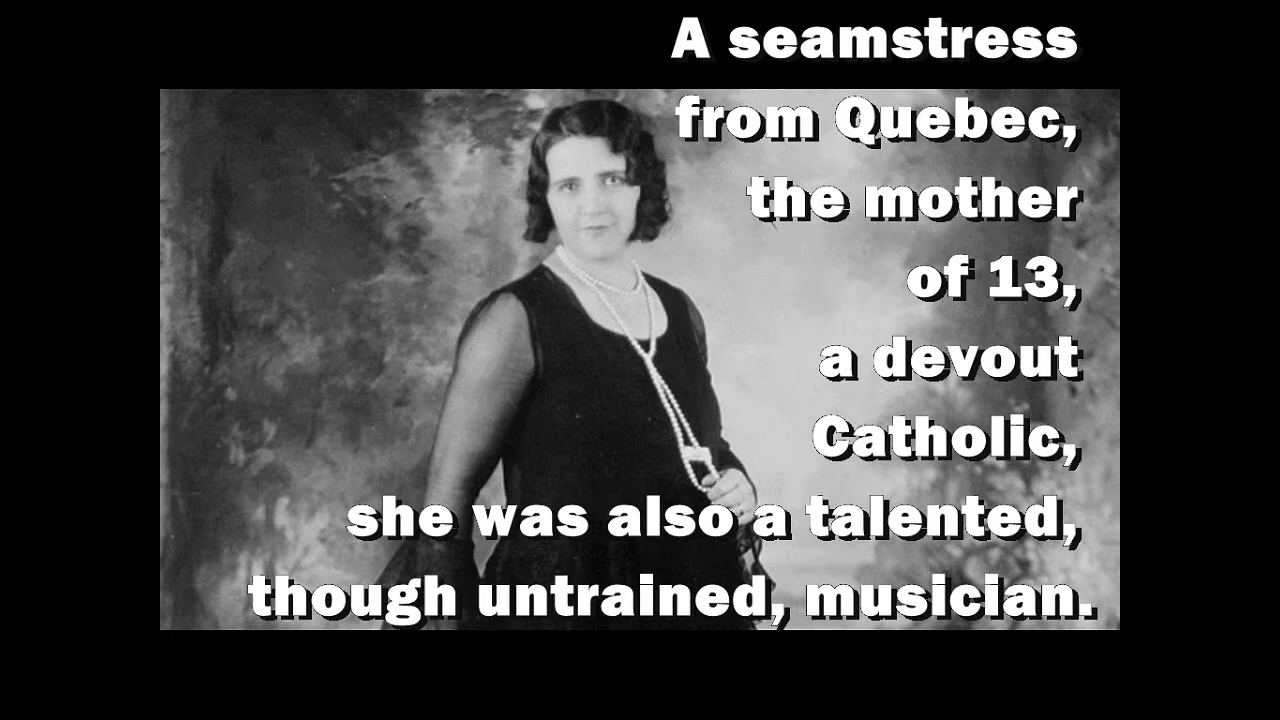 A seamstress
from Quebec,
the mother
of 13,
a devout
Catholic,
she was also a talented,
though untrained, musician.